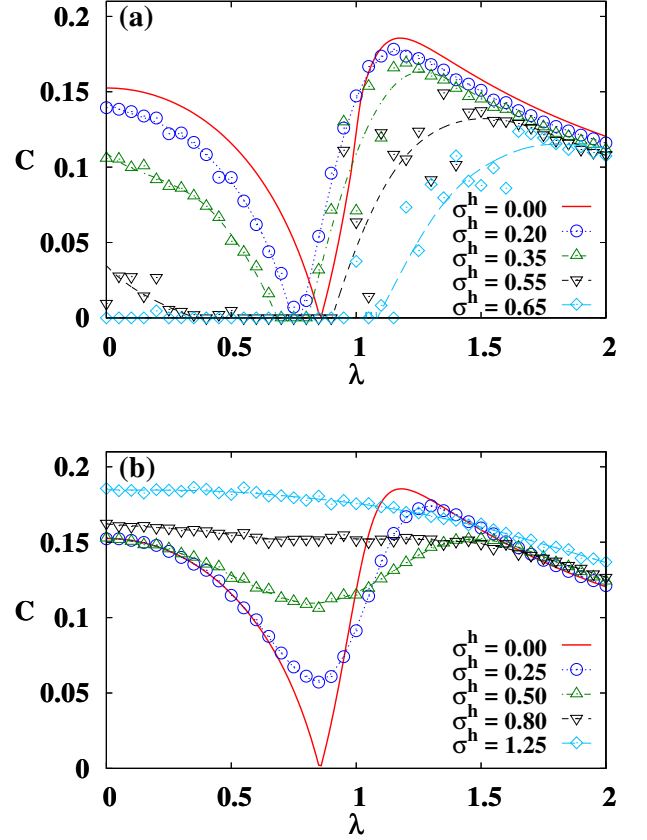 (a)
0.2
0.15
0.1
0.05
0
C
σh = 0.00
σh = 0.20
σh = 0.35
σh = 0.55
σh = 0.65
0 0.5 1 1.5 2
λ
(b)
0.2
0.15
0.1
0.05
0
C
σh = 0.00
σh = 0.25
σh = 0.50
σh = 0.80
σh = 1.25
0 0.5 1 1.5 2
λ